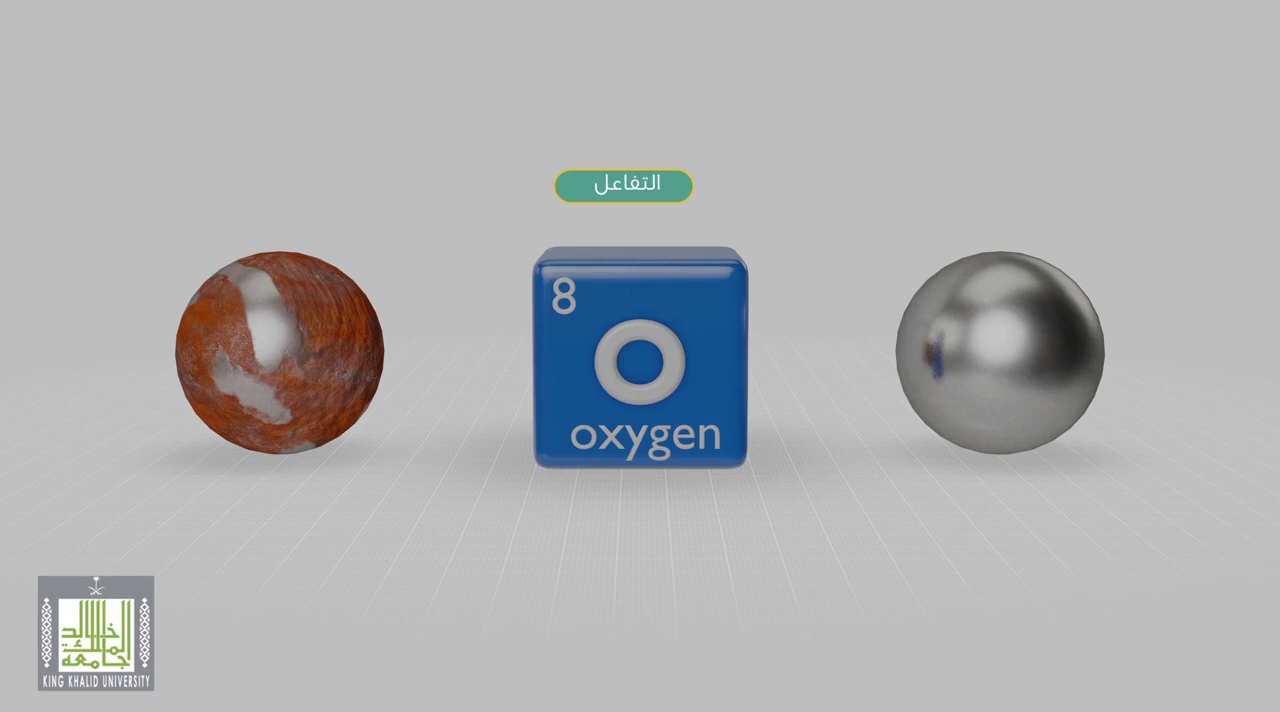 التفاعل
8
O
oxygen
جامعة
الملك
خالد
KING KHALID UNIVERSITY